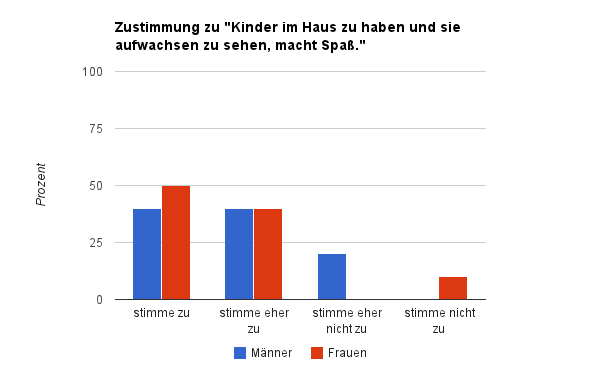 Zustimmung zu "Kinder im Haus zu haben und sie
aufwachsen zu sehen, macht Spaß."
100
75
50
25
0
Prozent
stimme zu
stimme eher
zu
stimme eher
nicht zu
stimme nicht
zu
Männer
Frauen